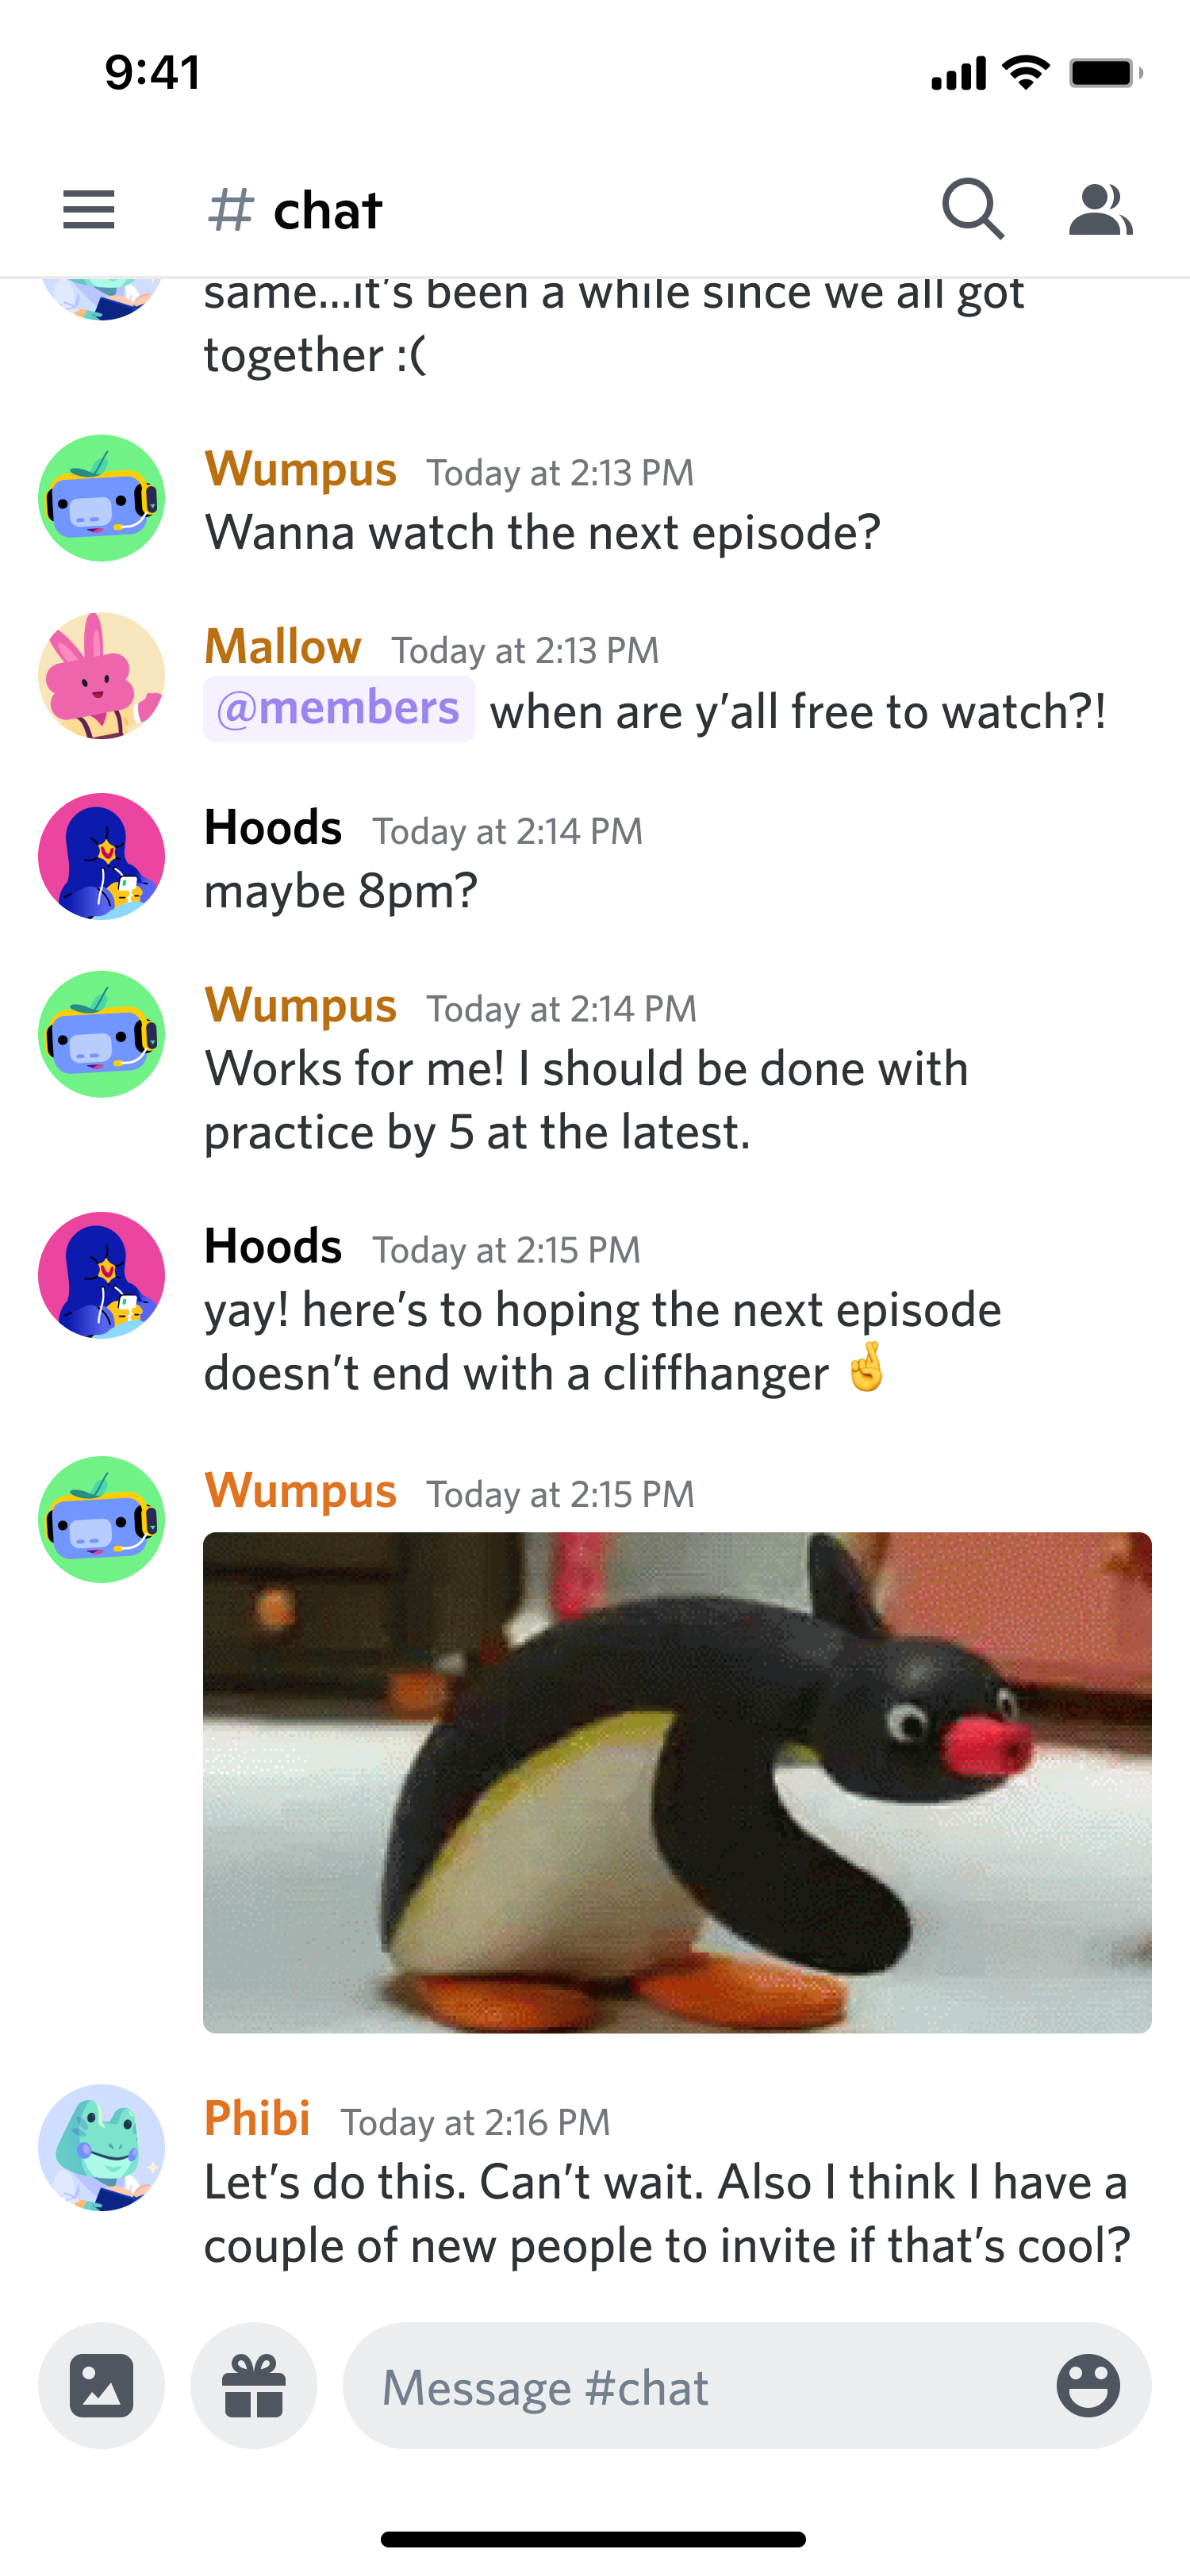 9:41
# chat
same...it's been a while since we all got
together :(
Wumpus Today at 2:13 PM
Wanna watch the next episode?
Mallow Today at 2:13 PM
@members when are y’all free to watch?!
Hoods Today at 2:14 PM
maybe 8pm?
Wumpus Today at 2:14 PM
Works for me! I should be done with
practice by 5 at the latest.
Hoods Today at 2:15 PM
yay! here’s to hoping the next episode
doesn’t end with a cliffhanger 🤞
Wumpus Today at 2:15 PM
Phibi Today at 2:16 PM
Let’s do this. Can’t wait. Also I think I have a
couple of new people to invite if that’s cool?
Message #chat